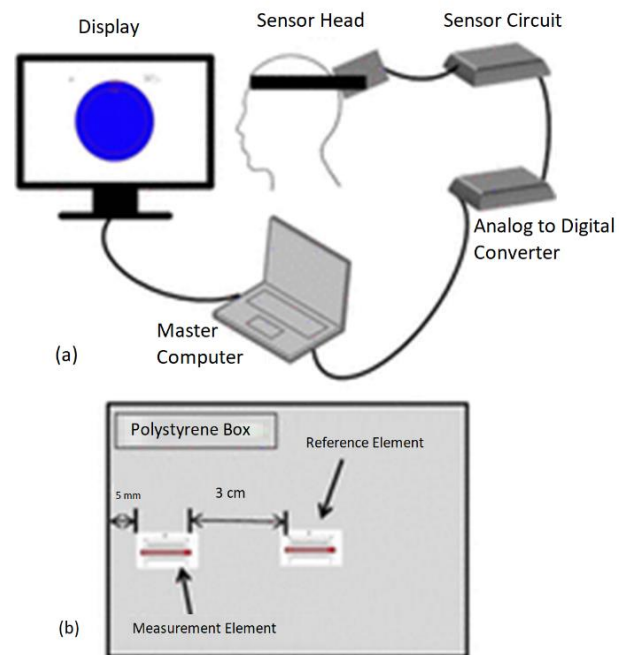 Display
Sensor Head
Sensor Circuit
Analog to Digital
Converter
Master
Computer
(a)
Polystyrene Box
Reference Element
5 mm
3 cm
Measurement Element
(b)